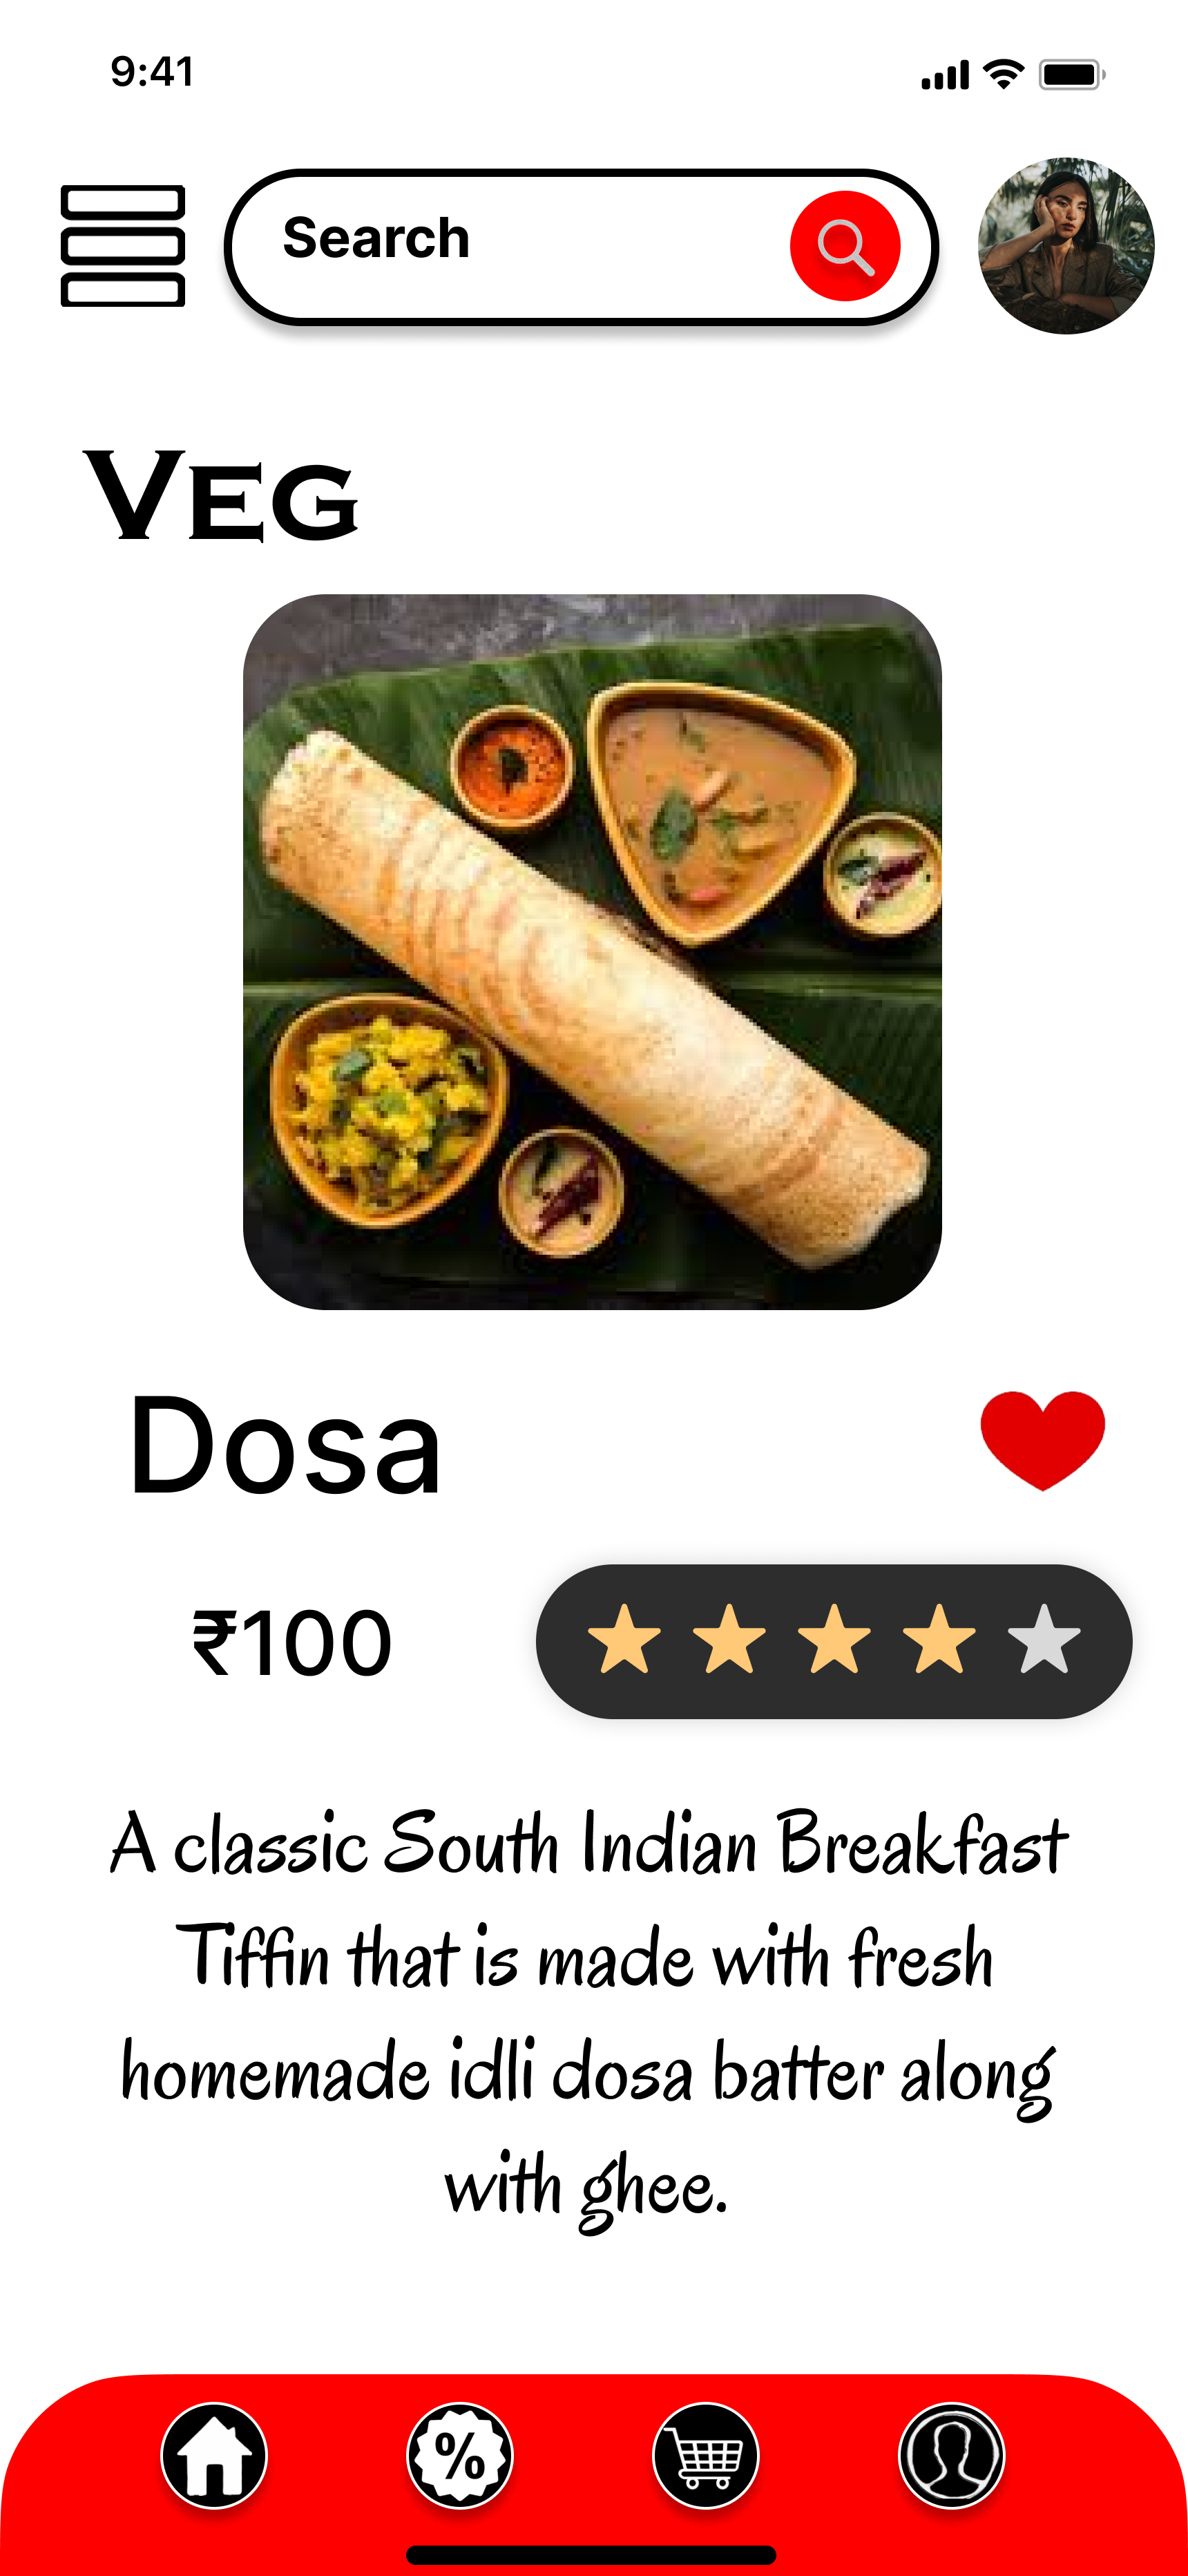 9:41
Search
Veg
Dosa
₹100
A classic South Indian Breakfast
Tiffin that is made with fresh
homemade idli dosa batter along
with ghee.
%